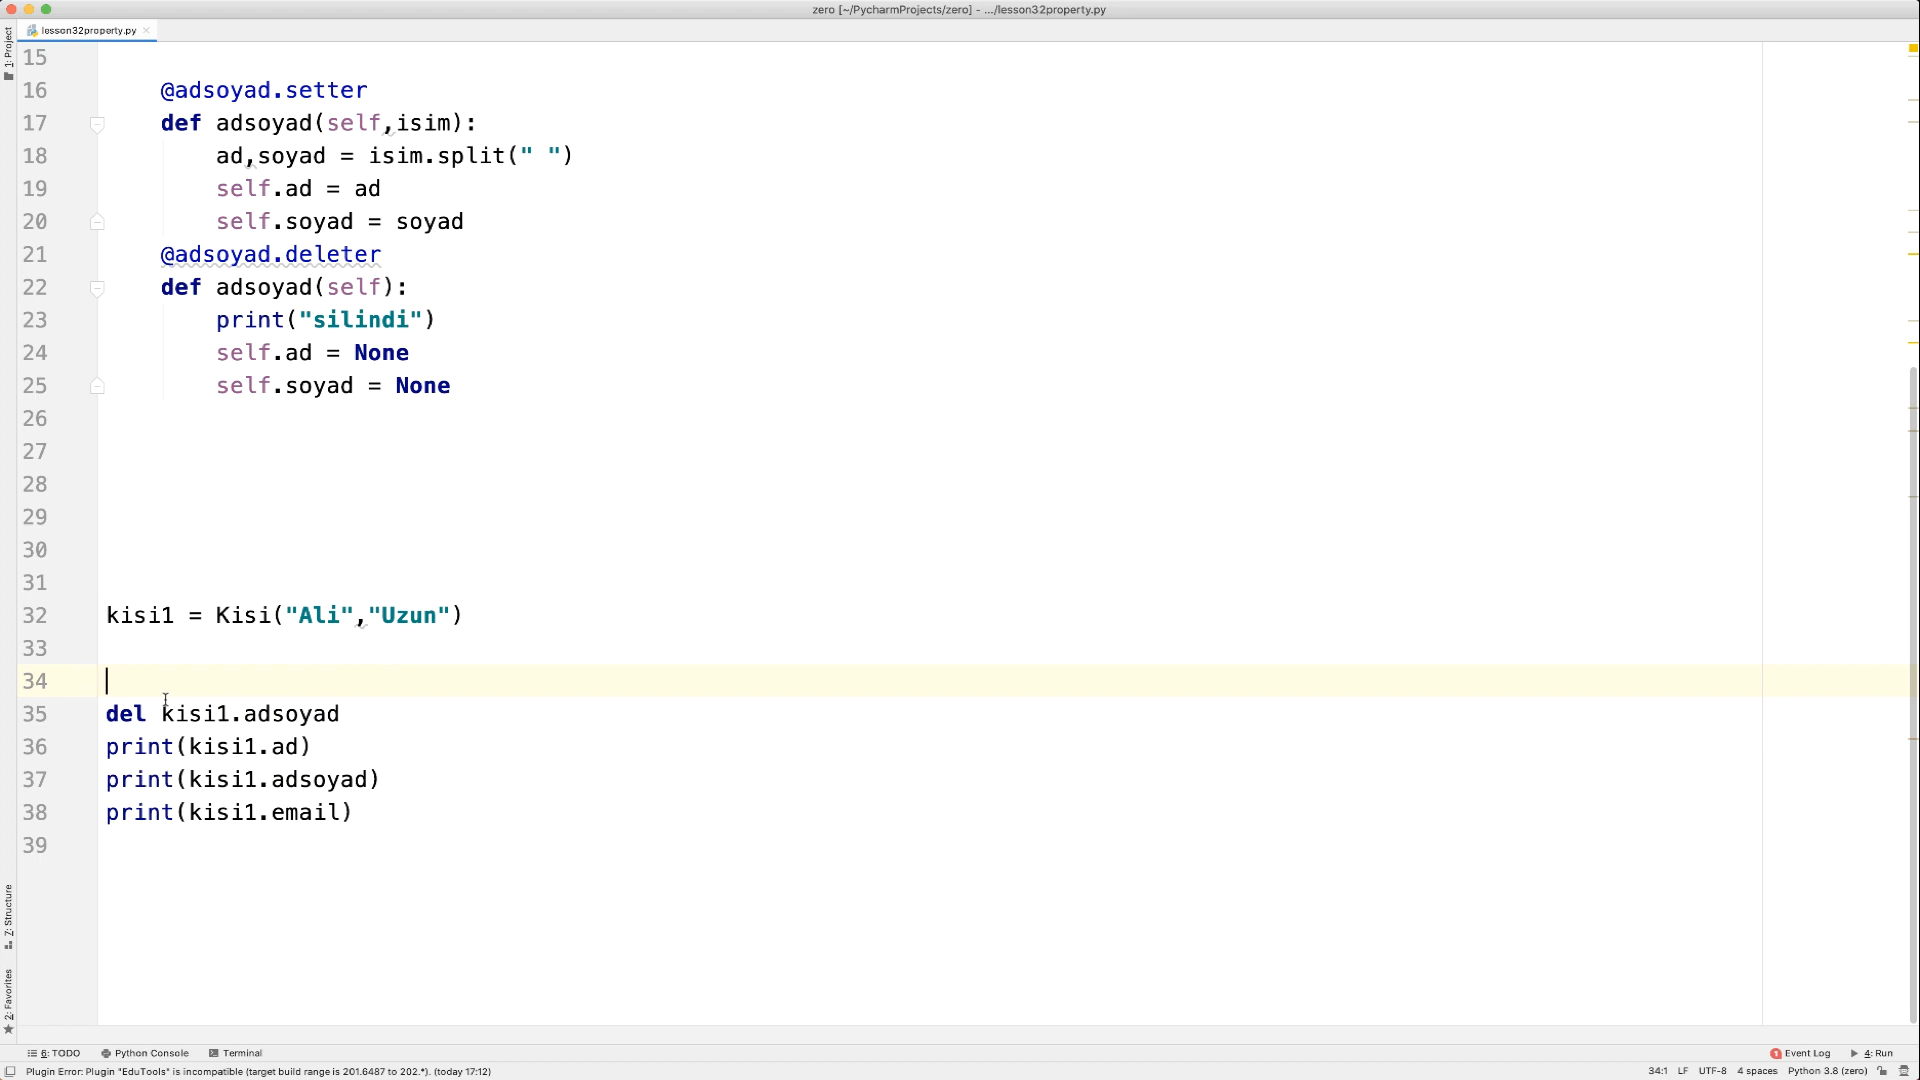 zero [~/PycharmProjects/zero] - .../lesson32property.py
lesson32property.py
1: Project
15
16 @adsoyad.setter
17 def adsoyad(self,isim):
18 ad,soyad = isim.split(" ")
19 self.ad = ad
20 self.soyad = soyad
21 @adsoyad.deleter
22 def adsoyad(self):
23 print("silindi")
24 self.ad = None
25 self.soyad = None
26
27
28
29
30
31
32 kisi1 = Kisi("Ali","Uzun")
33
34
35 del kisi1.adsoyad
36 print(kisi1.ad)
37 print(kisi1.adsoyad)
38 print(kisi1.email)
39
Z: Structure
2: Favorites
6: TODO Python Console Terminal 1 Event Log 4: Run
Plugin Error: Plugin "EduTools" is incompatible (target build range is 201.6487 to 202.*). (today 17:12) 34:1 LF UTF-8 4 spaces Python 3.8 (zero)